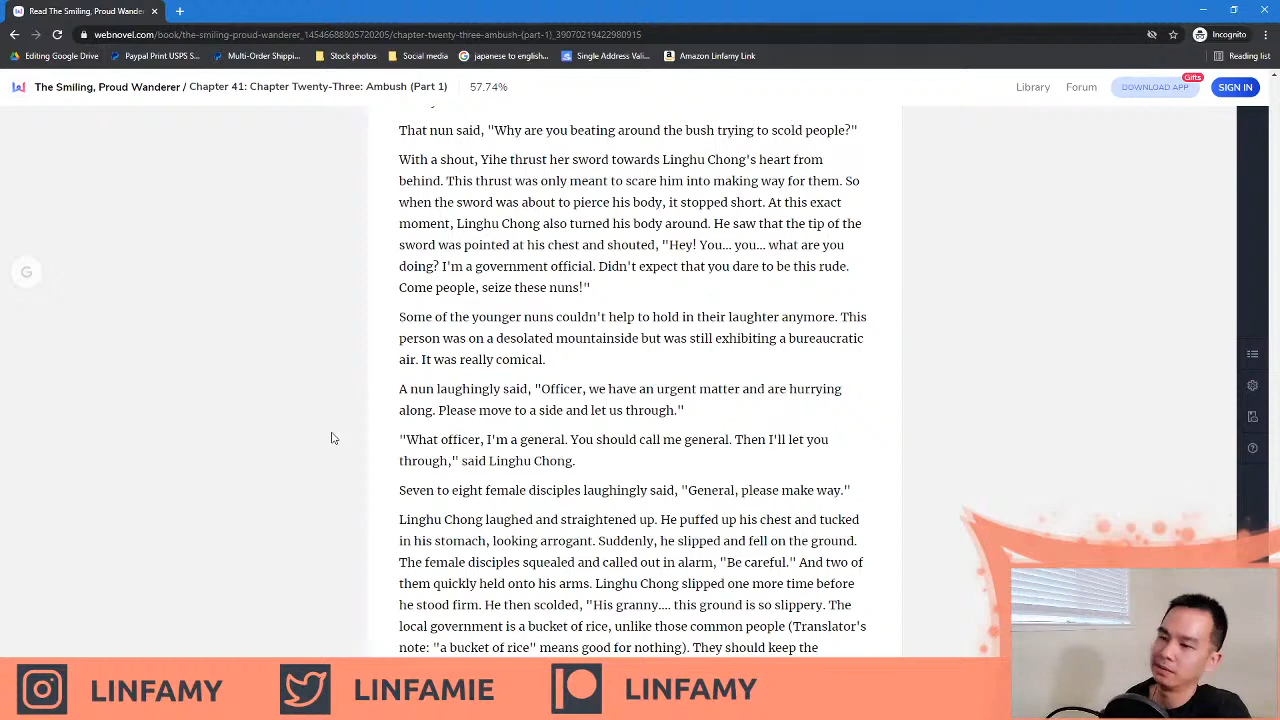 Read The Smiling, Proud Wander
Incognito
webnovel.com/book/the-smiling-proud-wanderer_14546688805720205/chapter-twenty-three-ambush-(part-1)_39070219422980915
Editing Google Drive
Paypal Print USPS S...
Multi-Order Shippi...
Stock photos
Social media
japanese to english...
Single Address Vali...
Amazon Linfamy Link
Reading list
The Smiling, Proud Wanderer / Chapter 41: Chapter Twenty-Three: Ambush (Part 1)
57.74%
Library
Forum
DOWNLOAD APP
Gifts
SIGN IN
That nun said, "Why are you beating around the bush trying to scold people?"
With a shout, Yihe thrust her sword towards Linghu Chong's heart from
behind. This thrust was only meant to scare him into making way for them. So
when the sword was about to pierce his body, it stopped short. At this exact
moment, Linghu Chong also turned his body around. He saw that the tip of the
sword was pointed at his chest and shouted, "Hey! You... you... what are you
doing? I'm a government official. Didn't expect that you dare to be this rude.
Come people, seize these nuns!"
Some of the younger nuns couldn't help to hold in their laughter anymore. This
person was on a desolated mountainside but was still exhibiting a bureaucratic
air. It was really comical.
A nun laughingly said, "Officer, we have an urgent matter and are hurrying
along. Please move to a side and let us through."
"What officer, I'm a general. You should call me general. Then I'll let you
through," said Linghu Chong.
Seven to eight female disciples laughingly said, "General, please make way."
Linghu Chong laughed and straightened up. He puffed up his chest and tucked
in his stomach, looking arrogant. Suddenly, he slipped and fell on the ground.
The female disciples squealed and called out in alarm, "Be careful." And two of
them quickly held onto his arms. Linghu Chong slipped one more time before
he stood firm. He then scolded, "His granny.... this ground is so slippery. The
local government is a bucket of rice, unlike those common people (Translator's
note: "a bucket of rice" means good for nothing). They should keep the
G
LINFAMY
LINFAMIE
LINFAMY